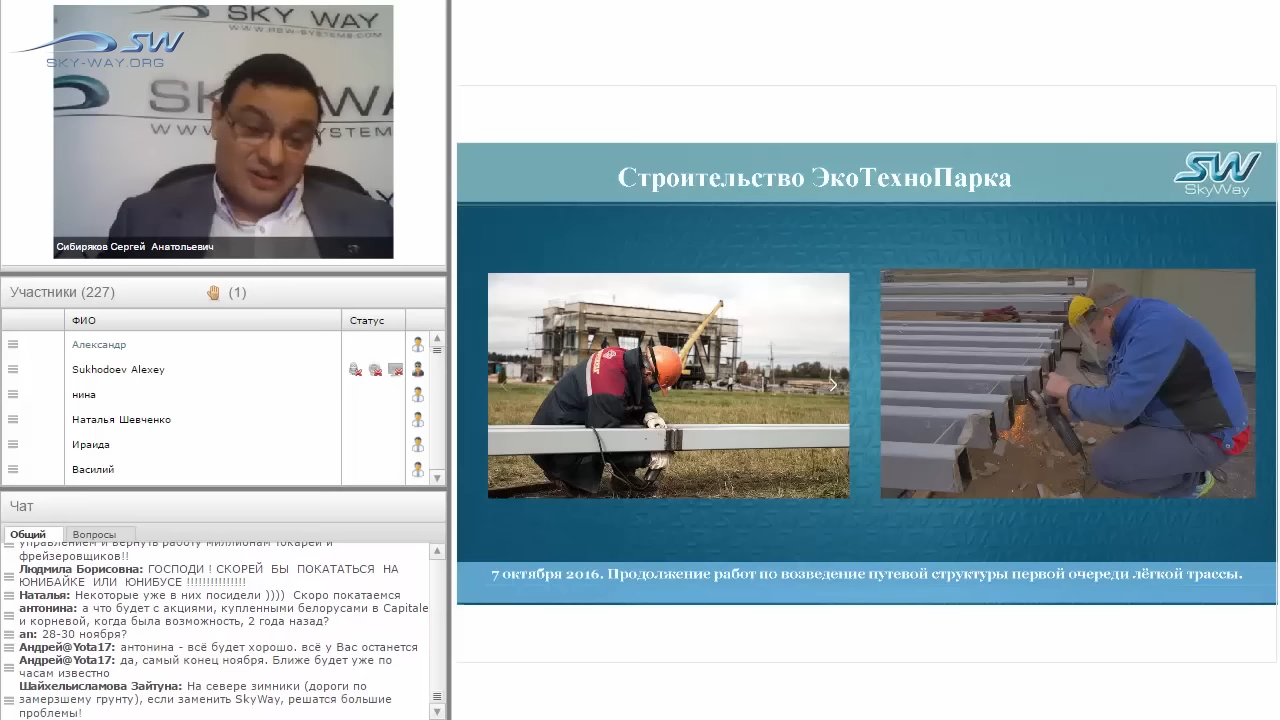 SKY WAY
WWW.RSW-SYSTEMS.COM
SW
SKY-WAY.ORG
Сибиряков Сергей Анатольевич
Участники (227)
(1)
ФИО
Статус
Александр
Sukhodoev Alexey
нина
Наталья Шевченко
Ираида
Василий
Чат
Общий
Вопросы
управлением и вернуть работу миллионам токарей и
фрейзеровщиков!!
Людмила Борисовна: ГОСПОДИ ! СКОРЕЙ БЫ ПОКАТАТЬСЯ НА
ЮНИБАЙКЕ ИЛИ ЮНИБУСЕ !!!!!!!!!!!!!!!
Наталья: Некоторые уже в них посидели )))) Скоро покатаемся
антонина: а что будет с акциями, купленными белорусами в Capitale
и корневой, когда была возможность, 2 года назад?
an: 28-30 ноября?
Андрей@Yota17: антонина - всё будет хорошо. всё у Вас останется
Андрей@Yota17: да, самый конец ноября. Ближе будет уже по
часам известно
Шайхельисламова Зайтуна: На севере зимники (дороги по
замерзшему грунту), если заменить SkyWay, решатся большие
проблемы!
Строительство ЭкоТехноПарка
SW
SkyWay
7 октября 2016. Продолжение работ по возведение путевой структуры первой очереди лёгкой трассы.